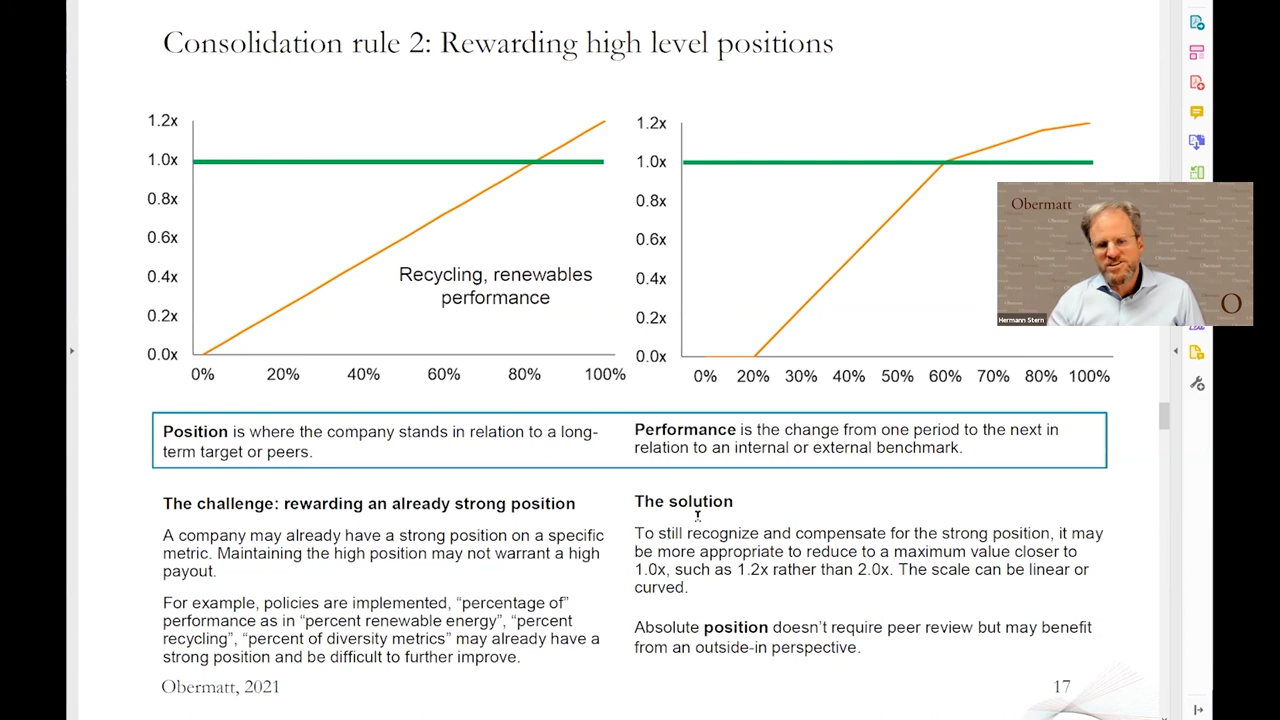 Consolidation rule 2: Rewarding high level positions
1.2x
1.0x
0.8x
0.6x
0.4x
0.2x
0.0x
0%
20%
40%
60%
80%
100%
Recycling, renewables
performance
1.2x
1.0x
0.8x
0.6x
0.4x
0.2x
0.0x
0%
20%
30%
40%
50%
60%
70%
80%
100%
Obermatt
O
Hermann Stern
Position is where the company stands in relation to a long-
term target or peers.
Performance is the change from one period to the next in
relation to an internal or external benchmark.
The challenge: rewarding an already strong position
A company may already have a strong position on a specific
metric. Maintaining the high position may not warrant a high
payout.
For example, policies are implemented, “percentage of”
performance as in “percent renewable energy”, “percent
recycling”, “percent of diversity metrics” may already have a
strong position and be difficult to further improve.
The solution
To still recognize and compensate for the strong position, it may
be more appropriate to reduce to a maximum value closer to
1.0x, such as 1.2x rather than 2.0x. The scale can be linear or
curved.
Absolute position doesn't require peer review but may benefit
from an outside-in perspective.
Obermatt, 2021
17